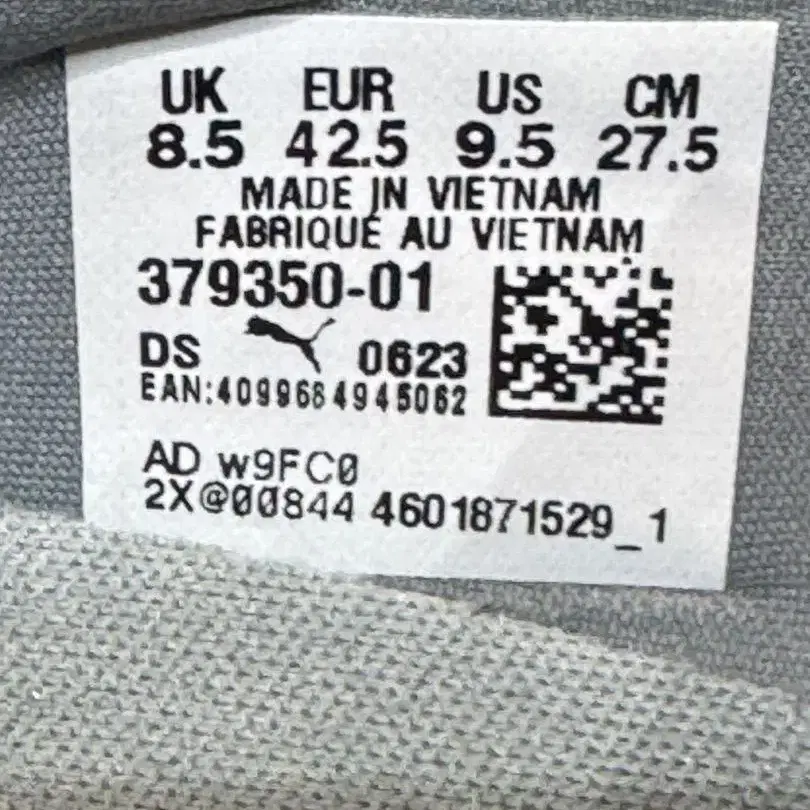 UK EUR US CM
8.5 42.5 9.5 27.5
MADE IN VIETNAM
FABRIQUÉ AU VIETNAM
379350-01
DS 0623
EAN:4099684945062
AD w9FC0
2X@00844 4601871529_1